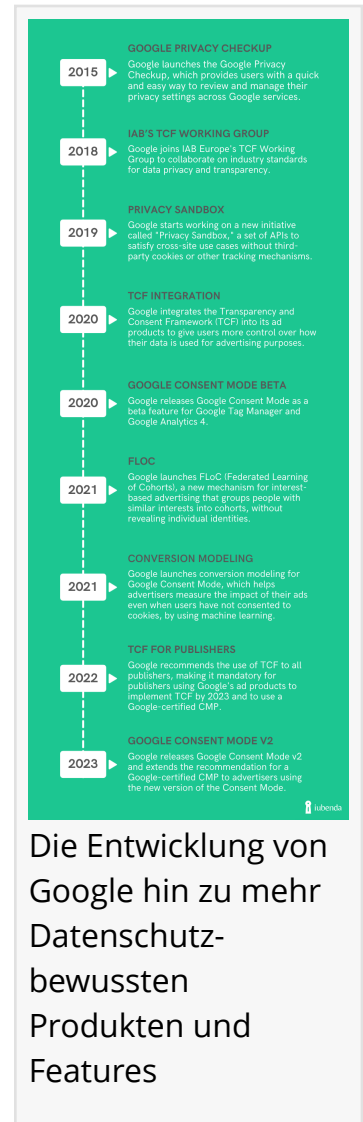 GOOGLE PRIVACY CHECKUP
2015
Google launches the Google Privacy
Checkup, which provides users with a quick
and easy way to review and manage their
privacy settings across Google services.
IAB'S TCF WORKING GROUP
2018
Google joins IAB Europe's TCF Working
Group to collaborate on industry standards
for data privacy and transparency.
PRIVACY SANDBOX
2019
Google starts working on a new initiative
called "Privacy Sandbox," a set of APIs to
satisfy cross-site use cases without third-
party cookies or other tracking mechanisms.
TCF INTEGRATION
2020
Google integrates the Transparency and
Consent Framework (TCF) into its ad
products to give users more control over how
their data is used for advertising purposes.
GOOGLE CONSENT MODE BETA
2020
Google releases Google Consent Mode as a
beta feature for Google Tag Manager and
Google Analytics 4.
FLOC
2021
Google launches FLoC (Federated Learning
of Cohorts), a new mechanism for interest-
based advertising that groups people with
similar interests into cohorts, without
revealing individual identities.
CONVERSION MODELING
2021
Google launches conversion modeling for
Google Consent Mode, which helps
advertisers measure the impact of their ads
even when users have not consented to
cookies, by using machine learning.
TCF FOR PUBLISHERS
2022
Google recommends the use of TCF to all
publishers, making it mandatory for
publishers using Google's ad products to
implement TCF by 2023 and to use a
Google-certified CMP.
GOOGLE CONSENT MODE V2
2023
Google releases Google Consent Mode v2
and extends the recommendation for a
Google-certified CMP to advertisers using
the new version of the Consent Mode.
iubenda
Die Entwicklung von
Google hin zu mehr
Datenschutz-
bewussten
Produkten und
Features